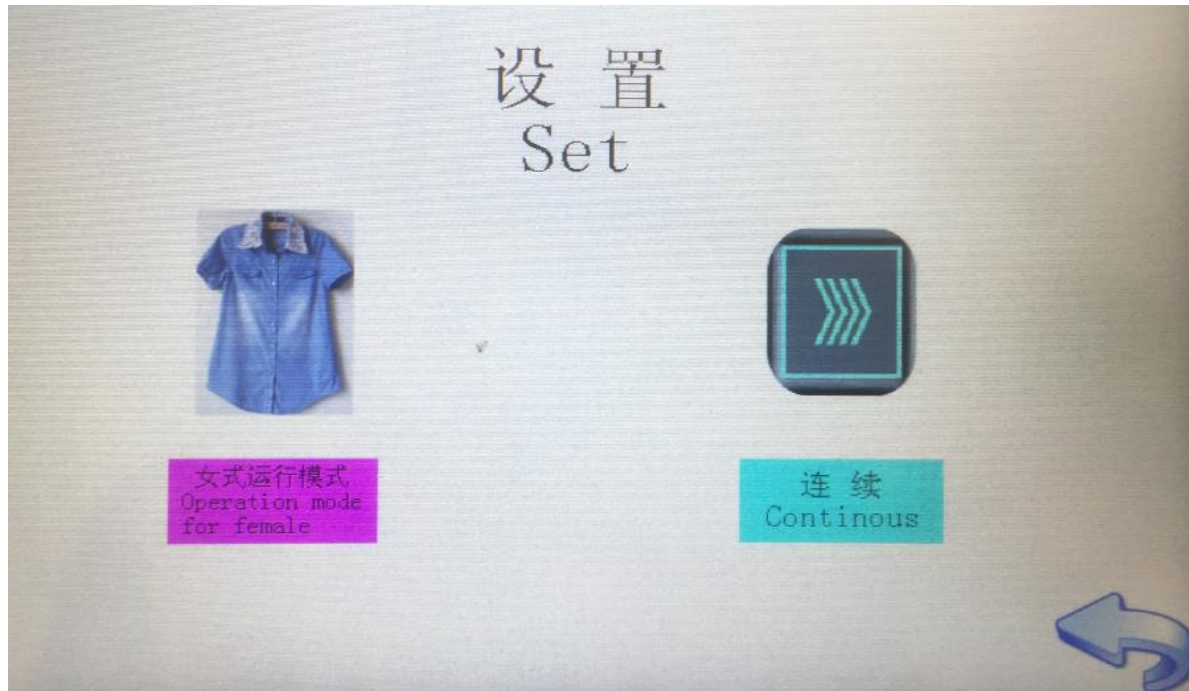 设 置
Set
女式运行模式
Operation mode
for female
连 续
Continous